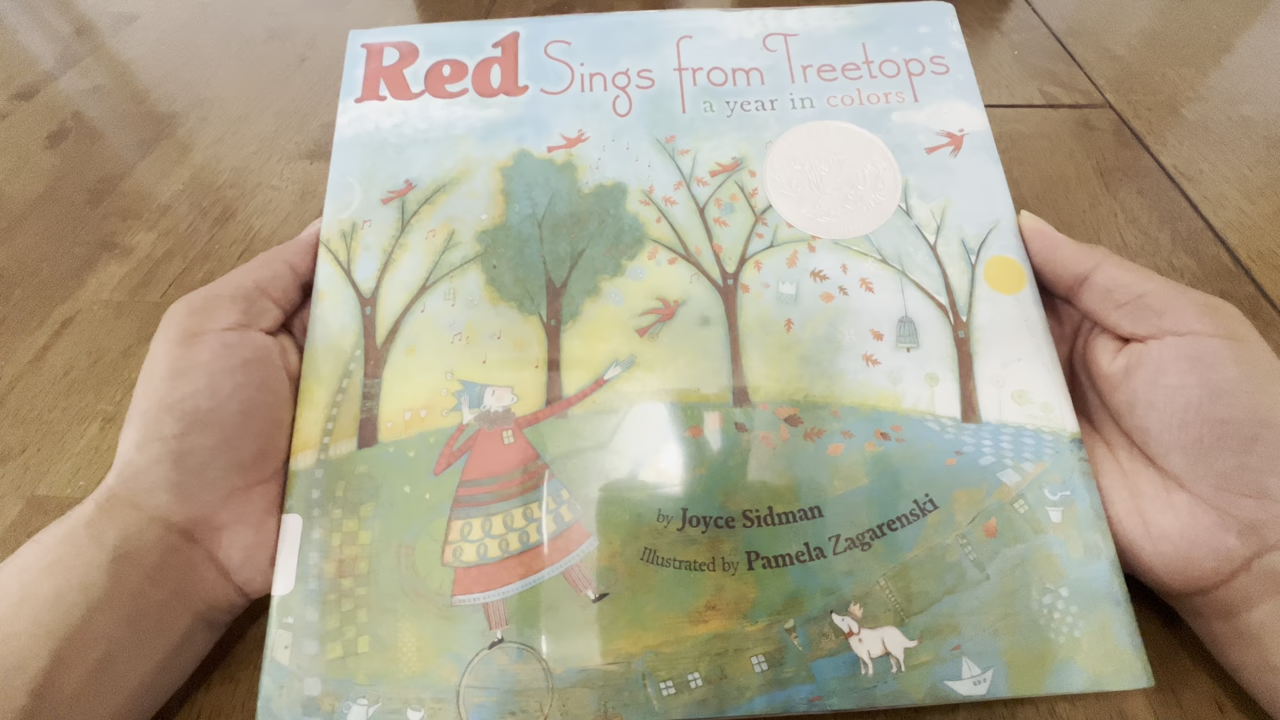 Red Sings from Treetops
a year in colors
by Joyce Sidman
Illustrated by Pamela Zagarenski